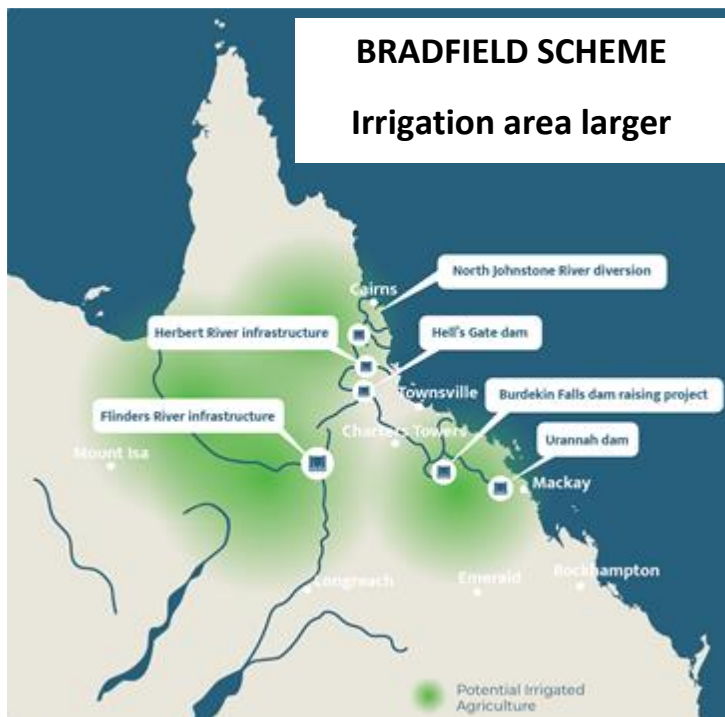 BRADFIELD SCHEME
Irrigation area larger
North Johnstone River diversion
Cairns
Herbert River infrastructure
Hell's Gate dam
Townsville
Burdekin Falls dam raising project
Flinders River infrastructure
Charters Towers
Urannah dam
Mount Isa
Mackay
Longreach
Emerald
Rockhampton
Potential Irrigated
Agriculture